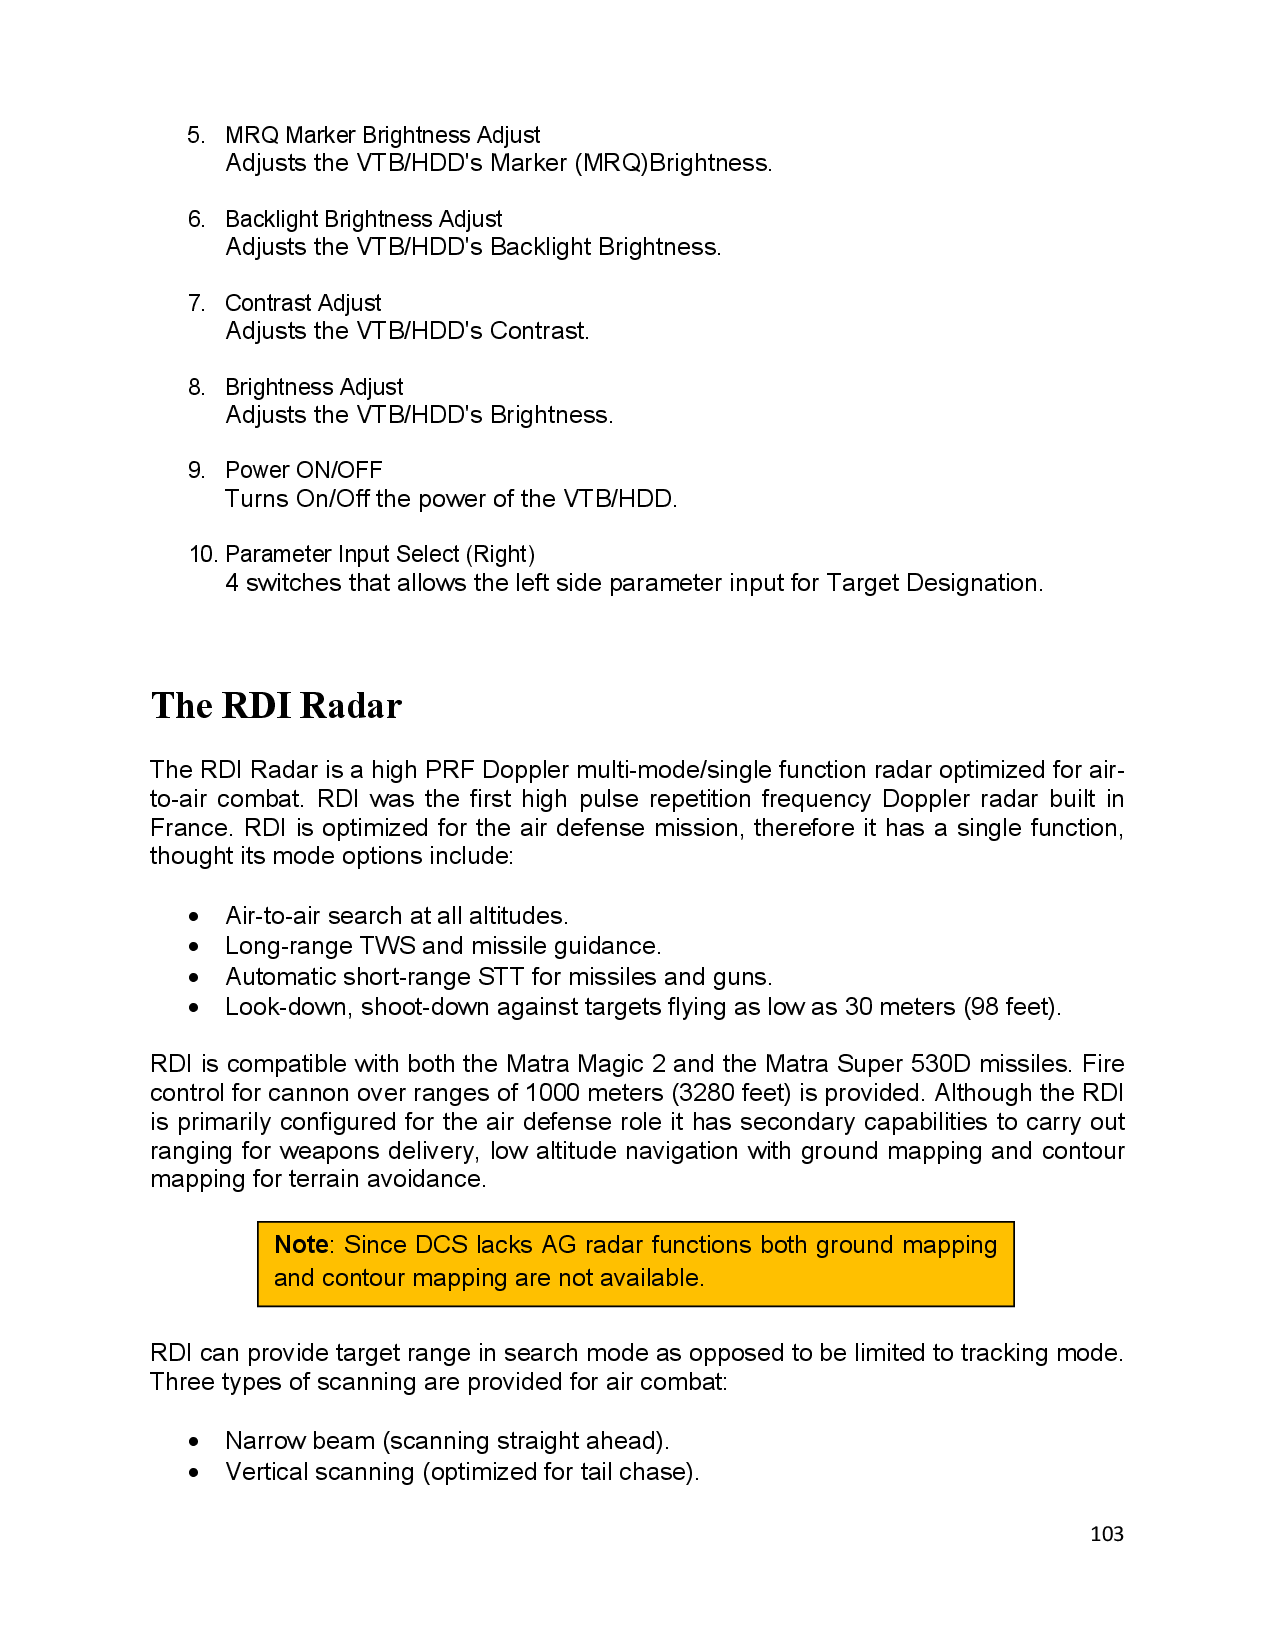 5. MRQ Marker Brightness Adjust
Adjusts the VTB/HDD's Marker (MRQ)Brightness.
6. Backlight Brightness Adjust
Adjusts the VTB/HDD's Backlight Brightness.
7. Contrast Adjust
Adjusts the VTB/HDD's Contrast.
8. Brightness Adjust
Adjusts the VTB/HDD's Brightness.
9. Power ON/OFF
Turns On/Off the power of the VTB/HDD.
10. Parameter Input Select (Right)
4 switches that allows the left side parameter input for Target Designation.
The RDI Radar
The RDI Radar is a high PRF Doppler multi-mode/single function radar optimized for air-
to-air combat. RDI was the first high pulse repetition frequency Doppler radar built in
France. RDI is optimized for the air defense mission, therefore it has a single function,
thought its mode options include:
• Air-to-air search at all altitudes.
• Long-range TWS and missile guidance.
• Automatic short-range STT for missiles and guns.
• Look-down, shoot-down against targets flying as low as 30 meters (98 feet).
RDI is compatible with both the Matra Magic 2 and the Matra Super 530D missiles. Fire
control for cannon over ranges of 1000 meters (3280 feet) is provided. Although the RDI
is primarily configured for the air defense role it has secondary capabilities to carry out
ranging for weapons delivery, low altitude navigation with ground mapping and contour
mapping for terrain avoidance.
Note: Since DCS lacks AG radar functions both ground mapping
and contour mapping are not available.
RDI can provide target range in search mode as opposed to be limited to tracking mode.
Three types of scanning are provided for air combat:
• Narrow beam (scanning straight ahead).
• Vertical scanning (optimized for tail chase).
103